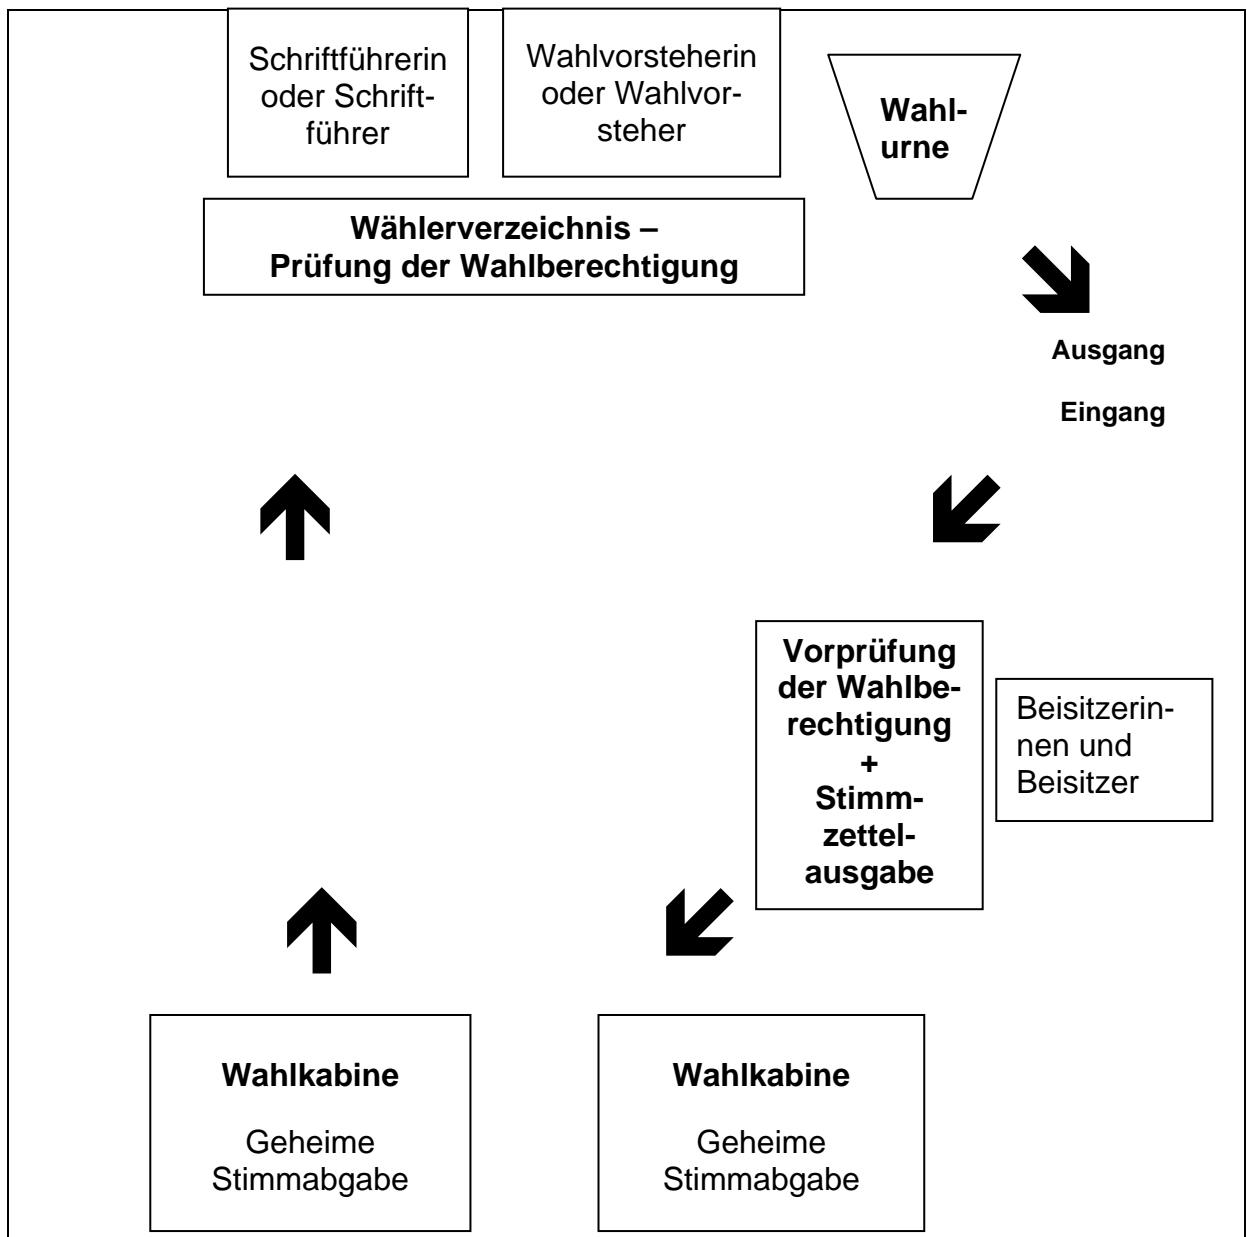 Schriftführerin
oder Schrift-
führer
Wahlvorsteherin
oder Wahlvor-
steher
Wahl-
urne
Wählerverzeichnis –
Prüfung der Wahlberechtigung
Ausgang
Eingang
Vorprüfung
der Wahlbe-
rechtigung
+
Stimm-
zettel-
ausgabe
Beisitzerin-
nen und
Beisitzer
Wahlkabine
Geheime
Stimmabgabe
Wahlkabine
Geheime
Stimmabgabe